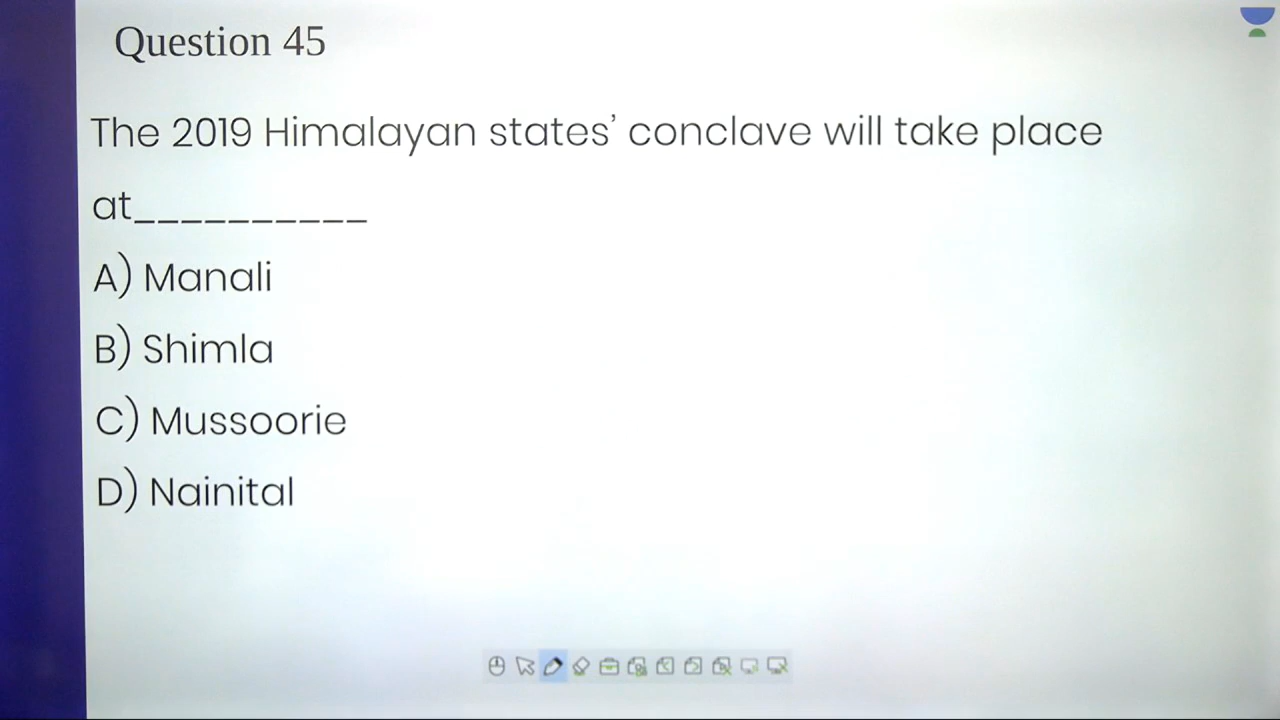 Question 45
The 2019 Himalayan states’ conclave will take place
at__________
A) Manali
B) Shimla
C) Mussoorie
D) Nainital